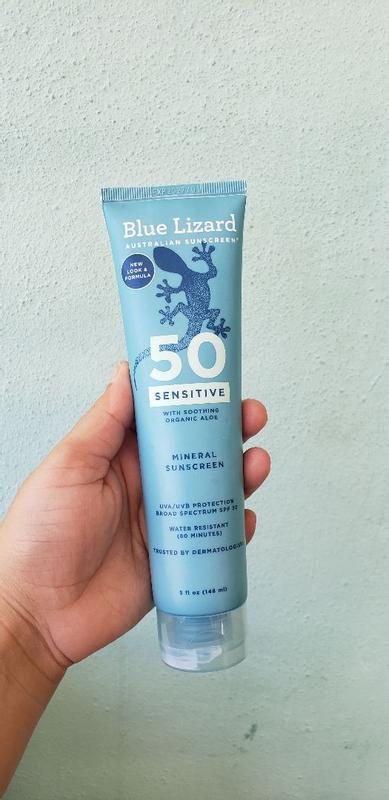 Blue Lizard
AUSTRALIAN SUNSCREEN®
NEW
LOOK &
FORMULA
50
SENSITIVE
WITH SOOTHING
ORGANIC ALOE
MINERAL
SUNSCREEN
UVA/UVB PROTECTION
BROAD SPECTRUM SPF 50
WATER RESISTANT
(80 MINUTES)
TRUSTED BY DERMATOLOGISTS
5 fl oz (148 ml)